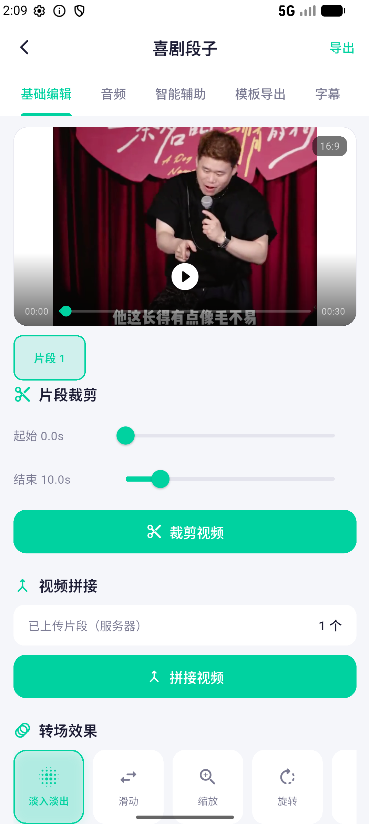 2:09
5G
喜剧段子
导出
基础编辑 音频 智能辅助 模板导出 字幕
16:9
A Do
00:00
00:30
他这长得有点像毛不易
片段 1
片段裁剪
起始 0.0s
结束 10.0s
裁剪视频
视频拼接
已上传片段（服务器） 1 个
拼接视频
转场效果
淡入淡出 滑动 缩放 旋转